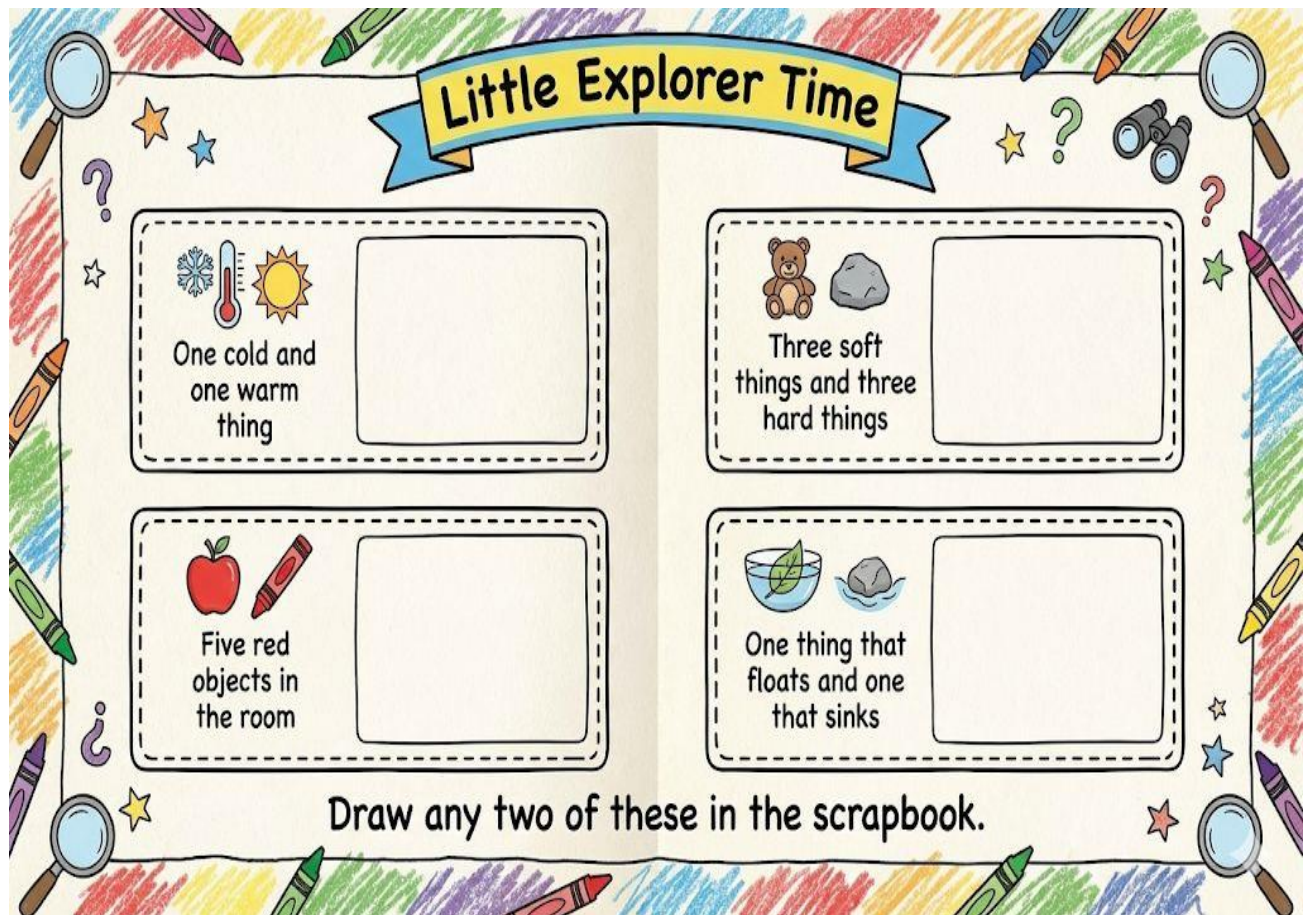 Little Explorer Time
One cold and
one warm
thing
Three soft
things and three
hard things
Five red
objects in
the room
One thing that
floats and one
that sinks
Draw any two of these in the scrapbook.